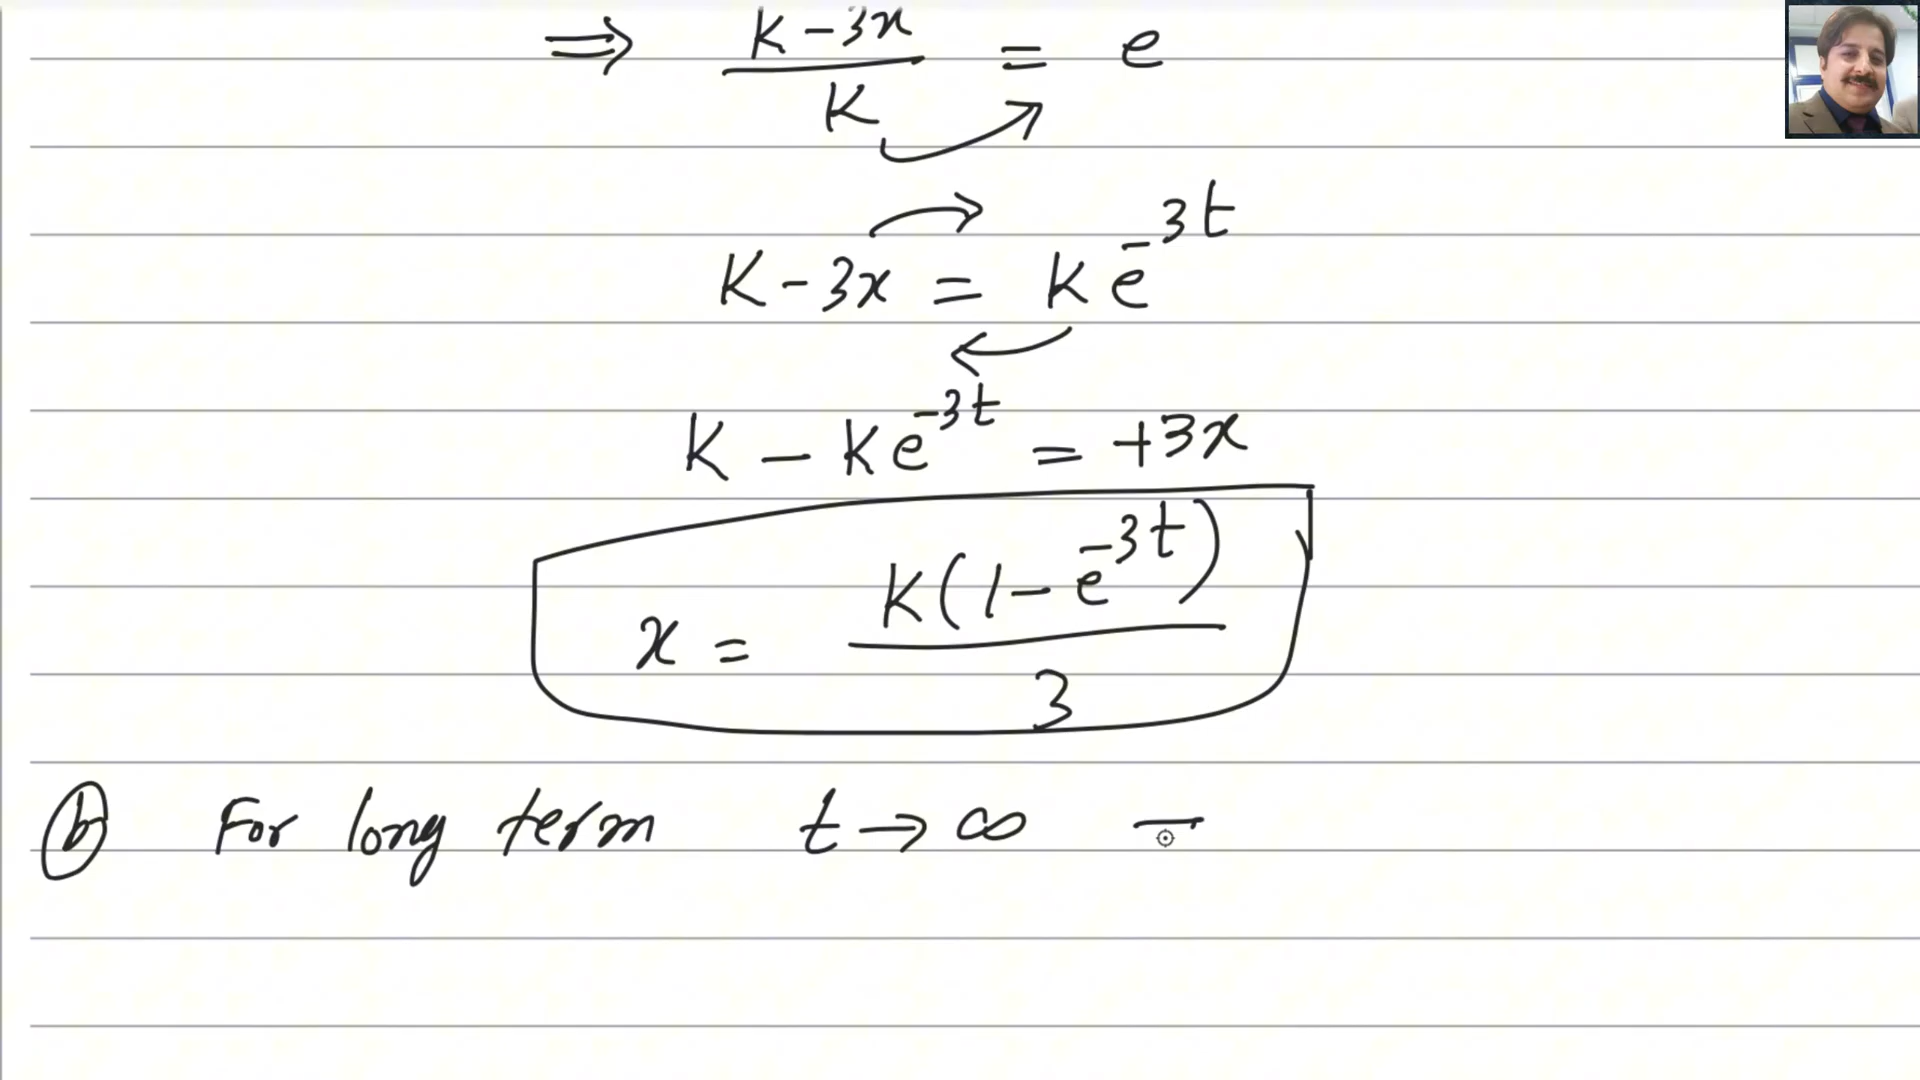 ⇒ K-3x/K = e
K-3x = Ke^-3t
K - Ke^-3t = +3x
x = K(1-e^-3t)/3
(b) For long term t → ∞